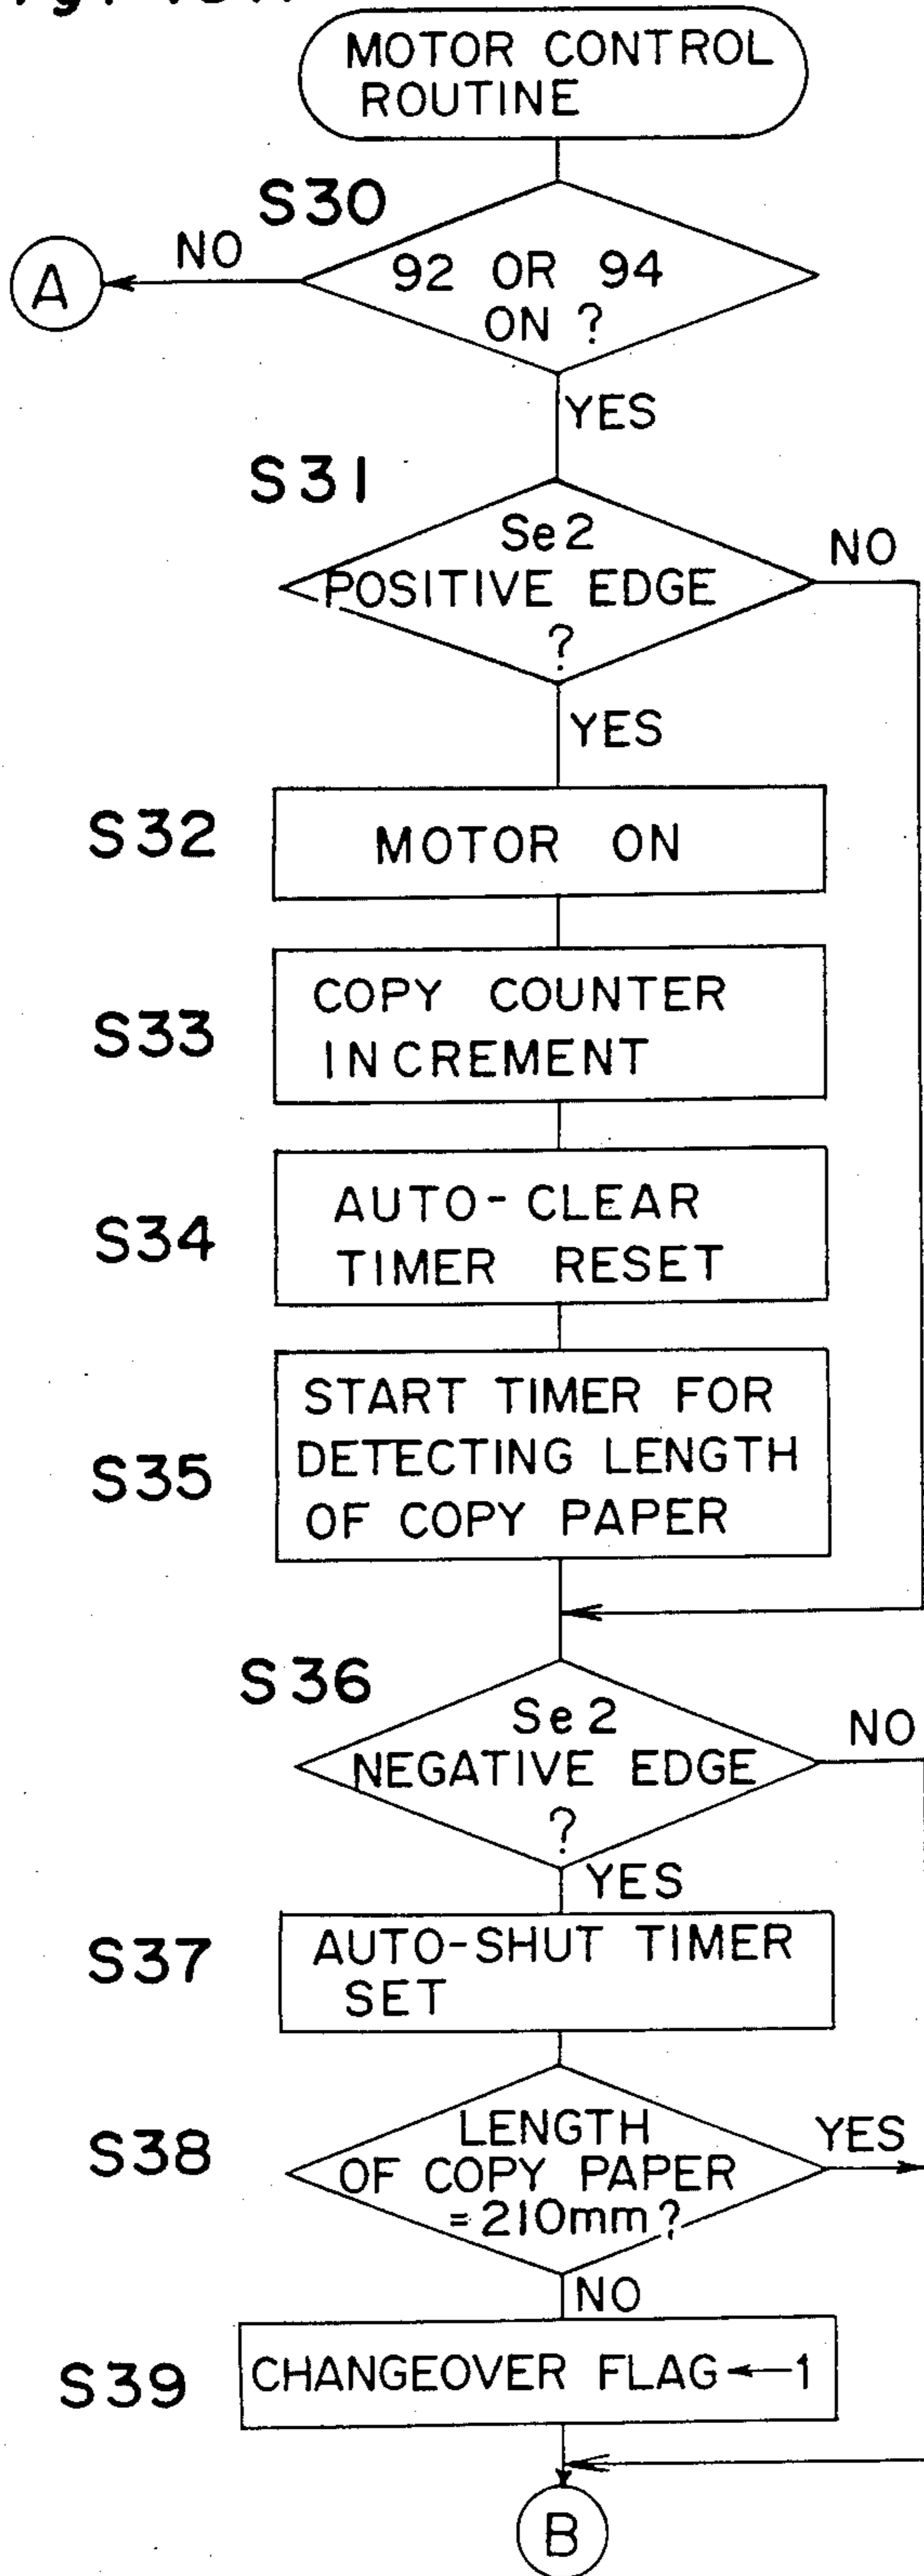 MOTOR CONTROL
ROUTINE
S30
NO
A
92 OR 94
ON ?
YES
S31
Se2
POSITIVE EDGE
?
NO
YES
S32
MOTOR ON
S33
COPY COUNTER
INCREMENT
S34
AUTO-CLEAR
TIMER RESET
S35
START TIMER FOR
DETECTING LENGTH
OF COPY PAPER
S36
Se2
NEGATIVE EDGE
?
NO
YES
S37
AUTO-SHUT TIMER
SET
S38
LENGTH
OF COPY PAPER
=210mm?
YES
NO
S39
CHANGEOVER FLAG←1
B